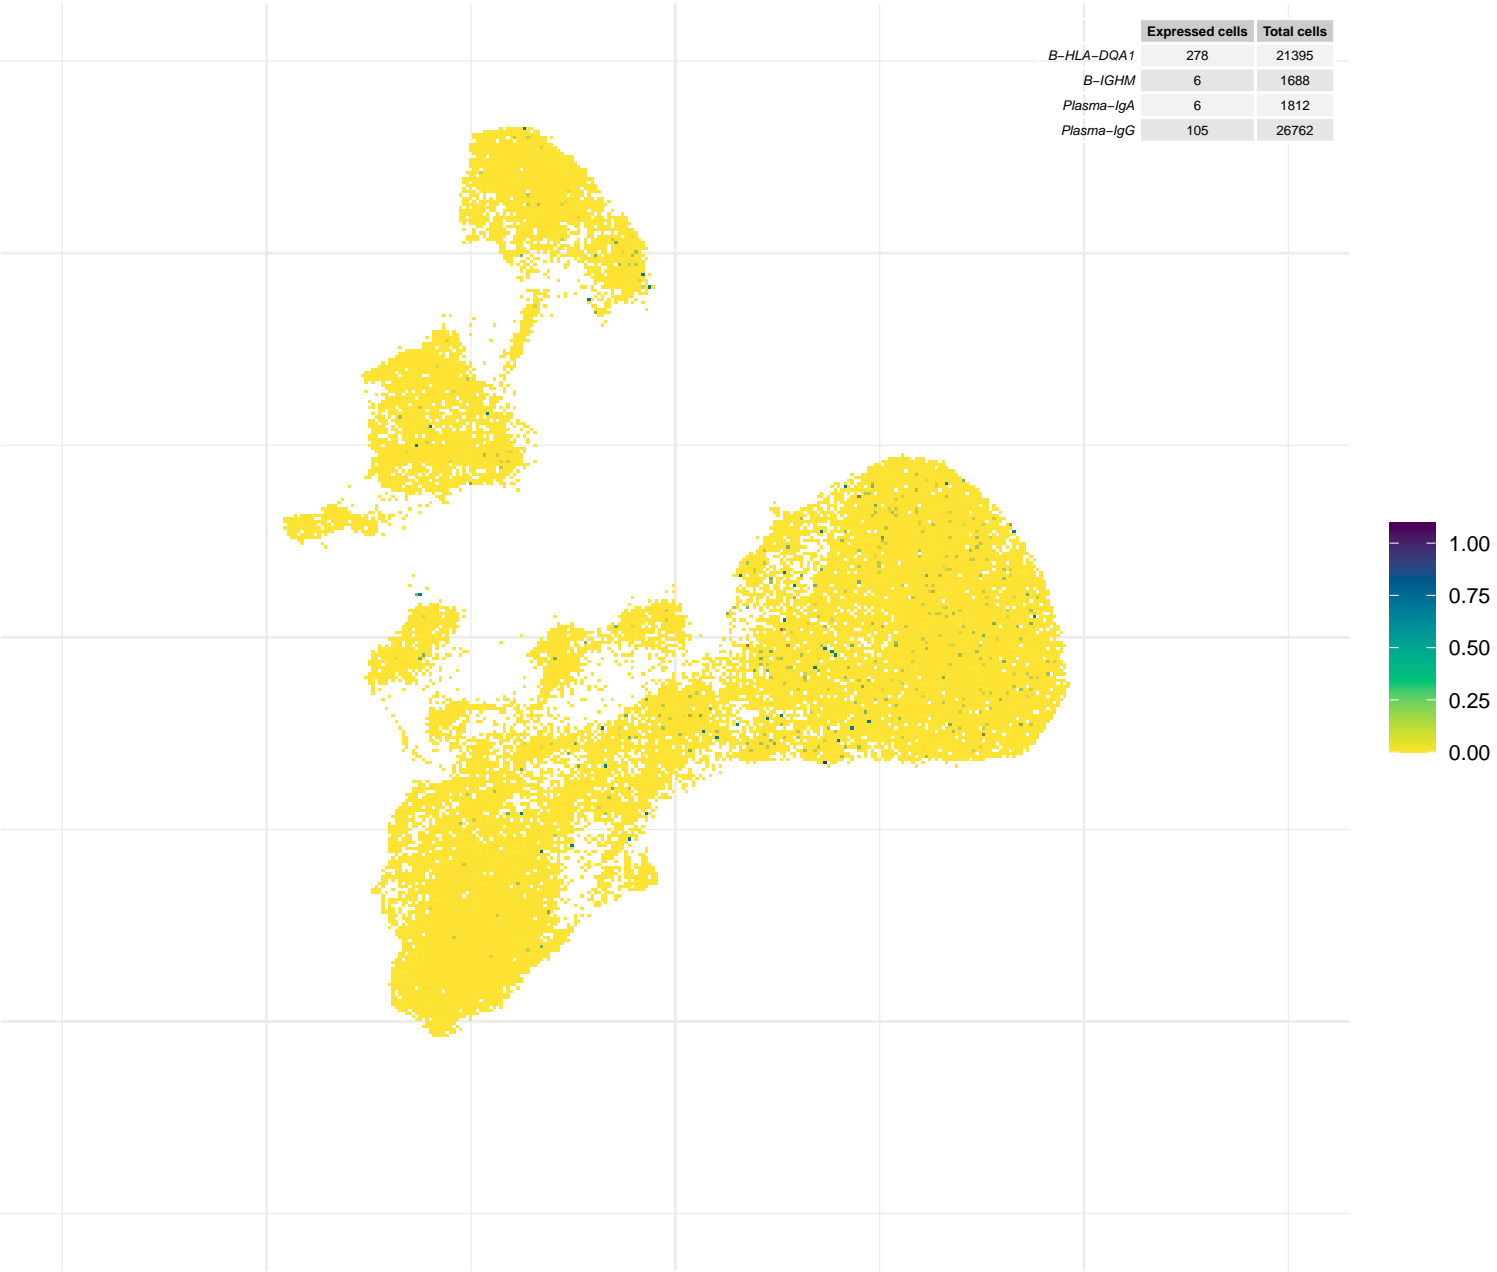 Expressed cells Total cells
B−HLA−DQA1 278 21395
B−IGHM 6 1688
Plasma−IgA 6 1812
Plasma−IgG 105 26762
1.00
0.75
0.50
0.25
0.00